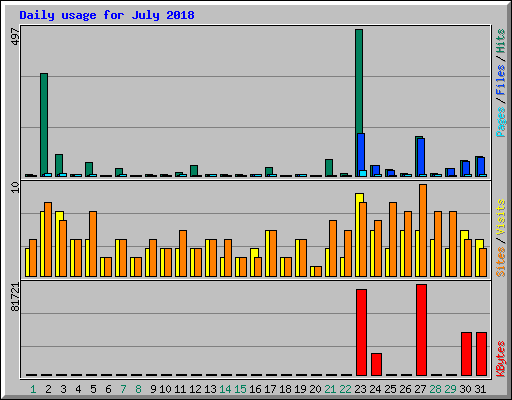 Daily usage for July 2018
497
Pages / Files / Hits
10
Sites / Visits
81721
KBytes
1 2 3 4 5 6 7 8 9 10 11 12 13 14 15 16 17 18 19 20 21 22 23 24 25 26 27 28 29 30 31